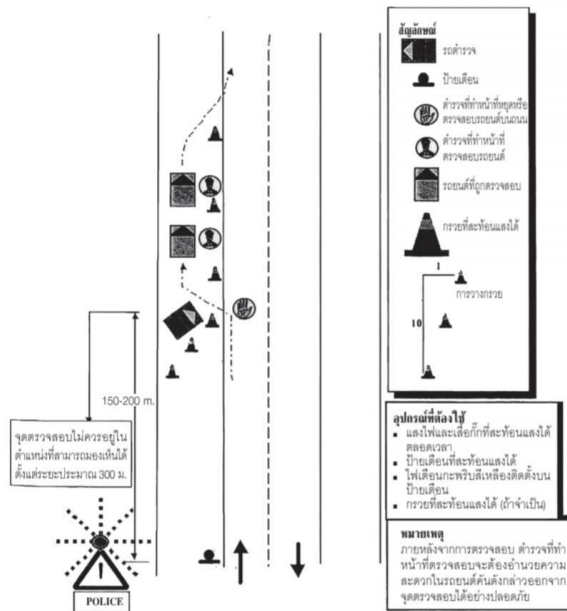 สัญลักษณ์
รถตำรวจ
ป้ายเตือน
ตำรวจที่ทำหน้าที่หยุดหรือ
ตรวจสอบรถยนต์บนถนน
ตำรวจที่ทำหน้าที่
ตรวจสอบรถยนต์
รถยนต์ที่ถูกตรวจสอบ
กรวยที่สะท้อนแสงได้
1
การวางกรวย
10
150-200 m.
จุดตรวจสอบไม่ควรอยู่ใน
ตำแหน่งที่สามารถมองเห็นได้
ตั้งแต่ระยะประมาณ 300 ม.
!
POLICE
อุปกรณ์ที่ต้องใช้
▪ แสงไฟและเสื้อกั๊กที่สะท้อนแสงได้
ตลอดเวลา
▪ ป้ายเตือนที่สะท้อนแสงได้
▪ ไฟเตือนกะพริบสีเหลืองติดตั้งบน
ป้ายเตือน
▪ กรวยที่สะท้อนแสงได้ (ถ้าจำเป็น)
หมายเหตุ
ภายหลังจากการตรวจสอบ ตำรวจที่ทำ
หน้าที่ตรวจสอบจะต้องอำนวยความ
สะดวกในรถยนต์คันดังกล่าวออกจาก
จุดตรวจสอบได้อย่างปลอดภัย